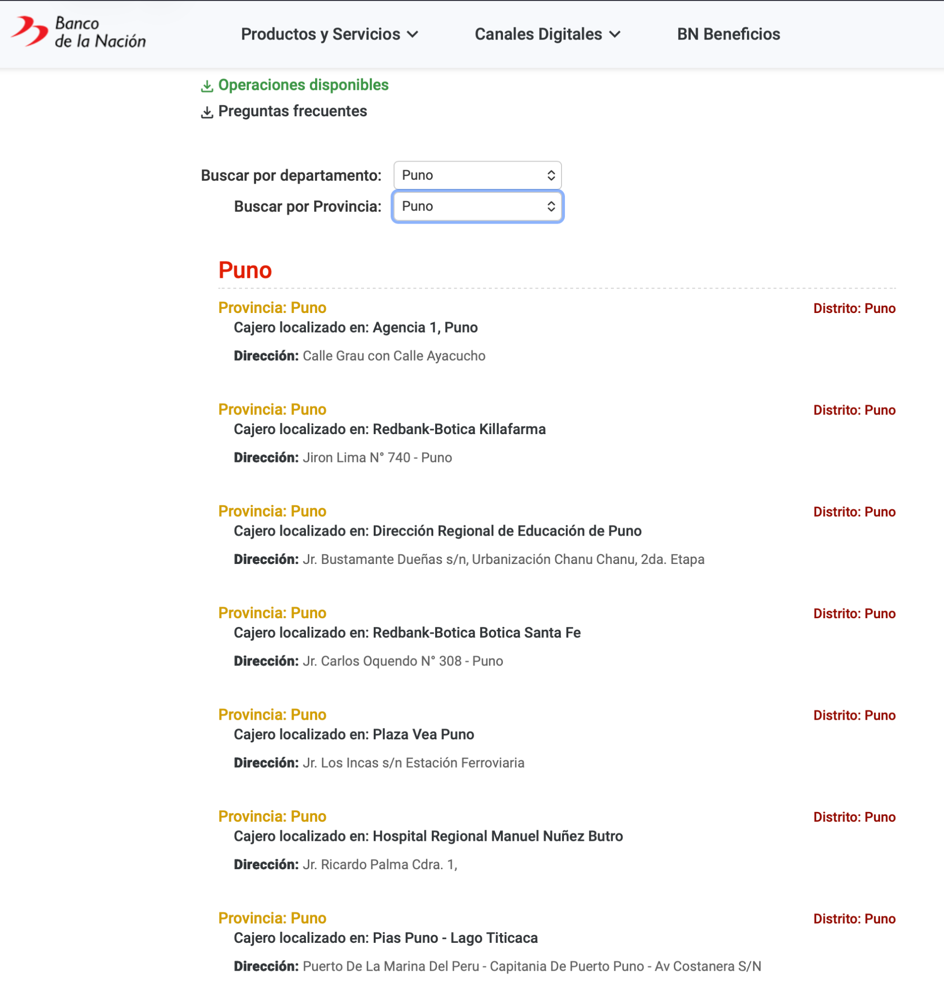 Banco
de la Nación
Productos y Servicios
Canales Digitales
BN Beneficios
Operaciones disponibles
Preguntas frecuentes
Buscar por departamento: Puno
Buscar por Provincia: Puno
Puno
Provincia: Puno Distrito: Puno
Cajero localizado en: Agencia 1, Puno
Dirección: Calle Grau con Calle Ayacucho
Provincia: Puno Distrito: Puno
Cajero localizado en: Redbank-Botica Killafarma
Dirección: Jiron Lima N° 740 - Puno
Provincia: Puno Distrito: Puno
Cajero localizado en: Dirección Regional de Educación de Puno
Dirección: Jr. Bustamante Dueñas s/n, Urbanización Chanu Chanu, 2da. Etapa
Provincia: Puno Distrito: Puno
Cajero localizado en: Redbank-Botica Botica Santa Fe
Dirección: Jr. Carlos Oquendo N° 308 - Puno
Provincia: Puno Distrito: Puno
Cajero localizado en: Plaza Vea Puno
Dirección: Jr. Los Incas s/n Estación Ferroviaria
Provincia: Puno Distrito: Puno
Cajero localizado en: Hospital Regional Manuel Nuñez Butro
Dirección: Jr. Ricardo Palma Cdra. 1,
Provincia: Puno Distrito: Puno
Cajero localizado en: Pias Puno - Lago Titicaca
Dirección: Puerto De La Marina Del Peru - Capitania De Puerto Puno - Av Costanera S/N